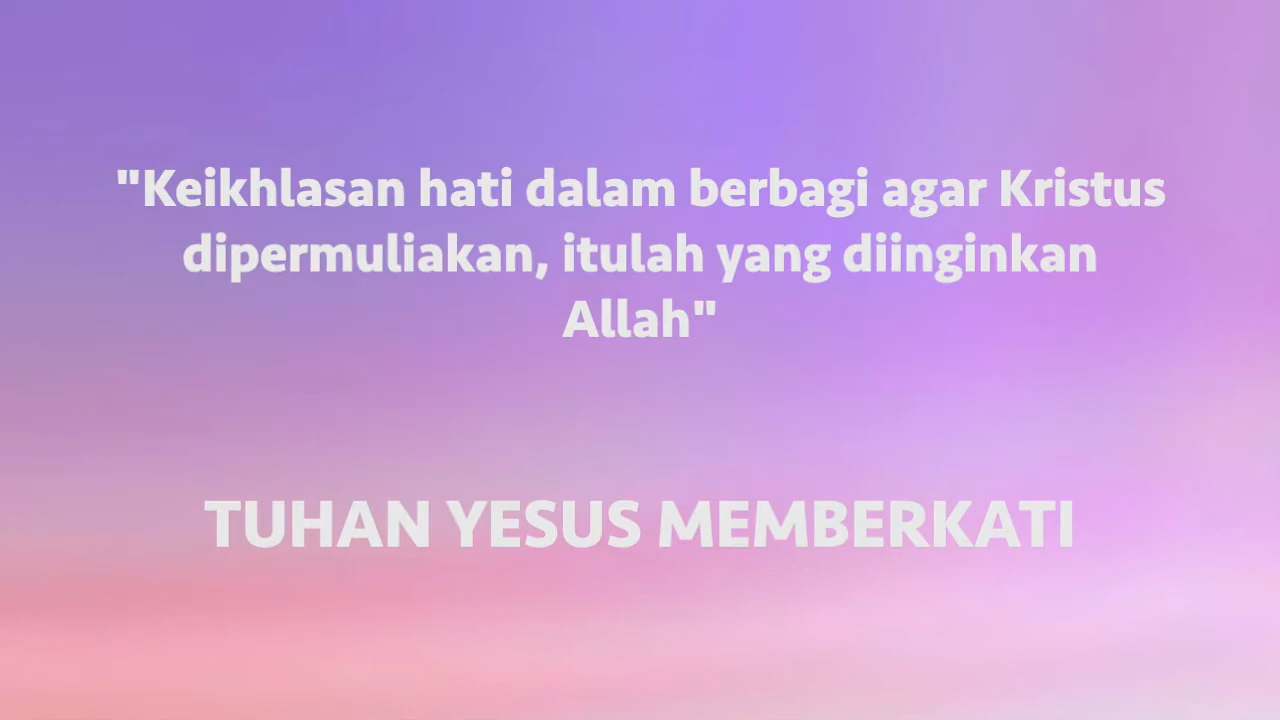 "Keikhlasan hati dalam berbagi agar Kristus
dipermuliakan, itulah yang diinginkan
Allah"
TUHAN YESUS MEMBERKATI